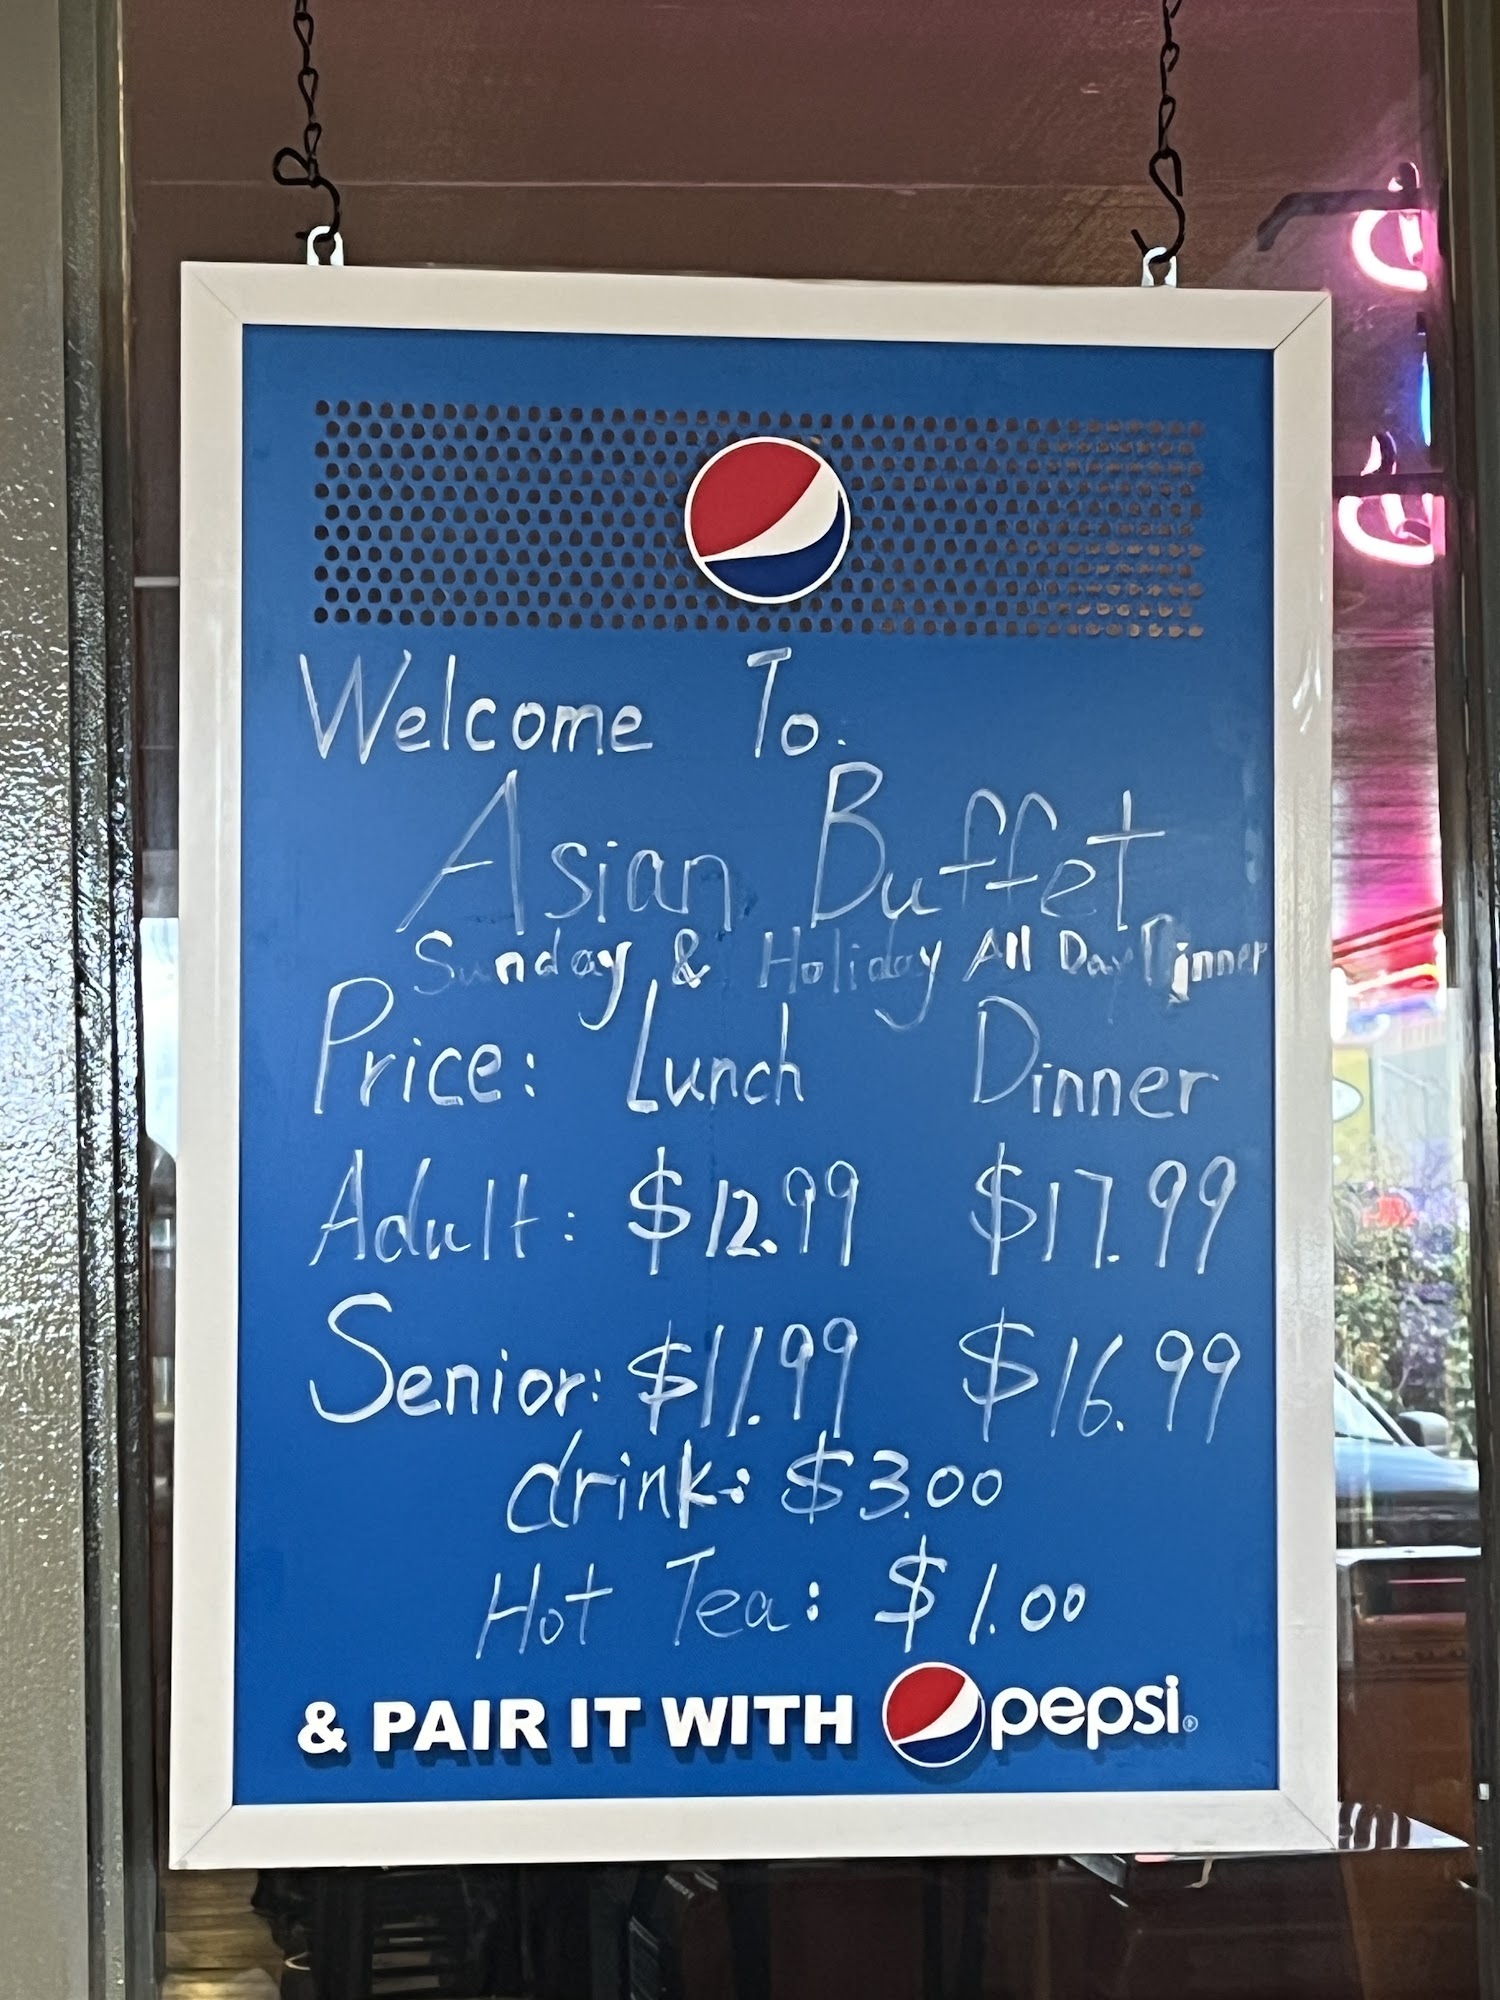 Welcome To.
Asian Buffet
Sunday & Holiday All Day Dinner
Price: Lunch Dinner
Adult: $12.99 $17.99
Senior: $11.99 $16.99
drink: $3.00
Hot Tea: $1.00
& PAIR IT WITH pepsi